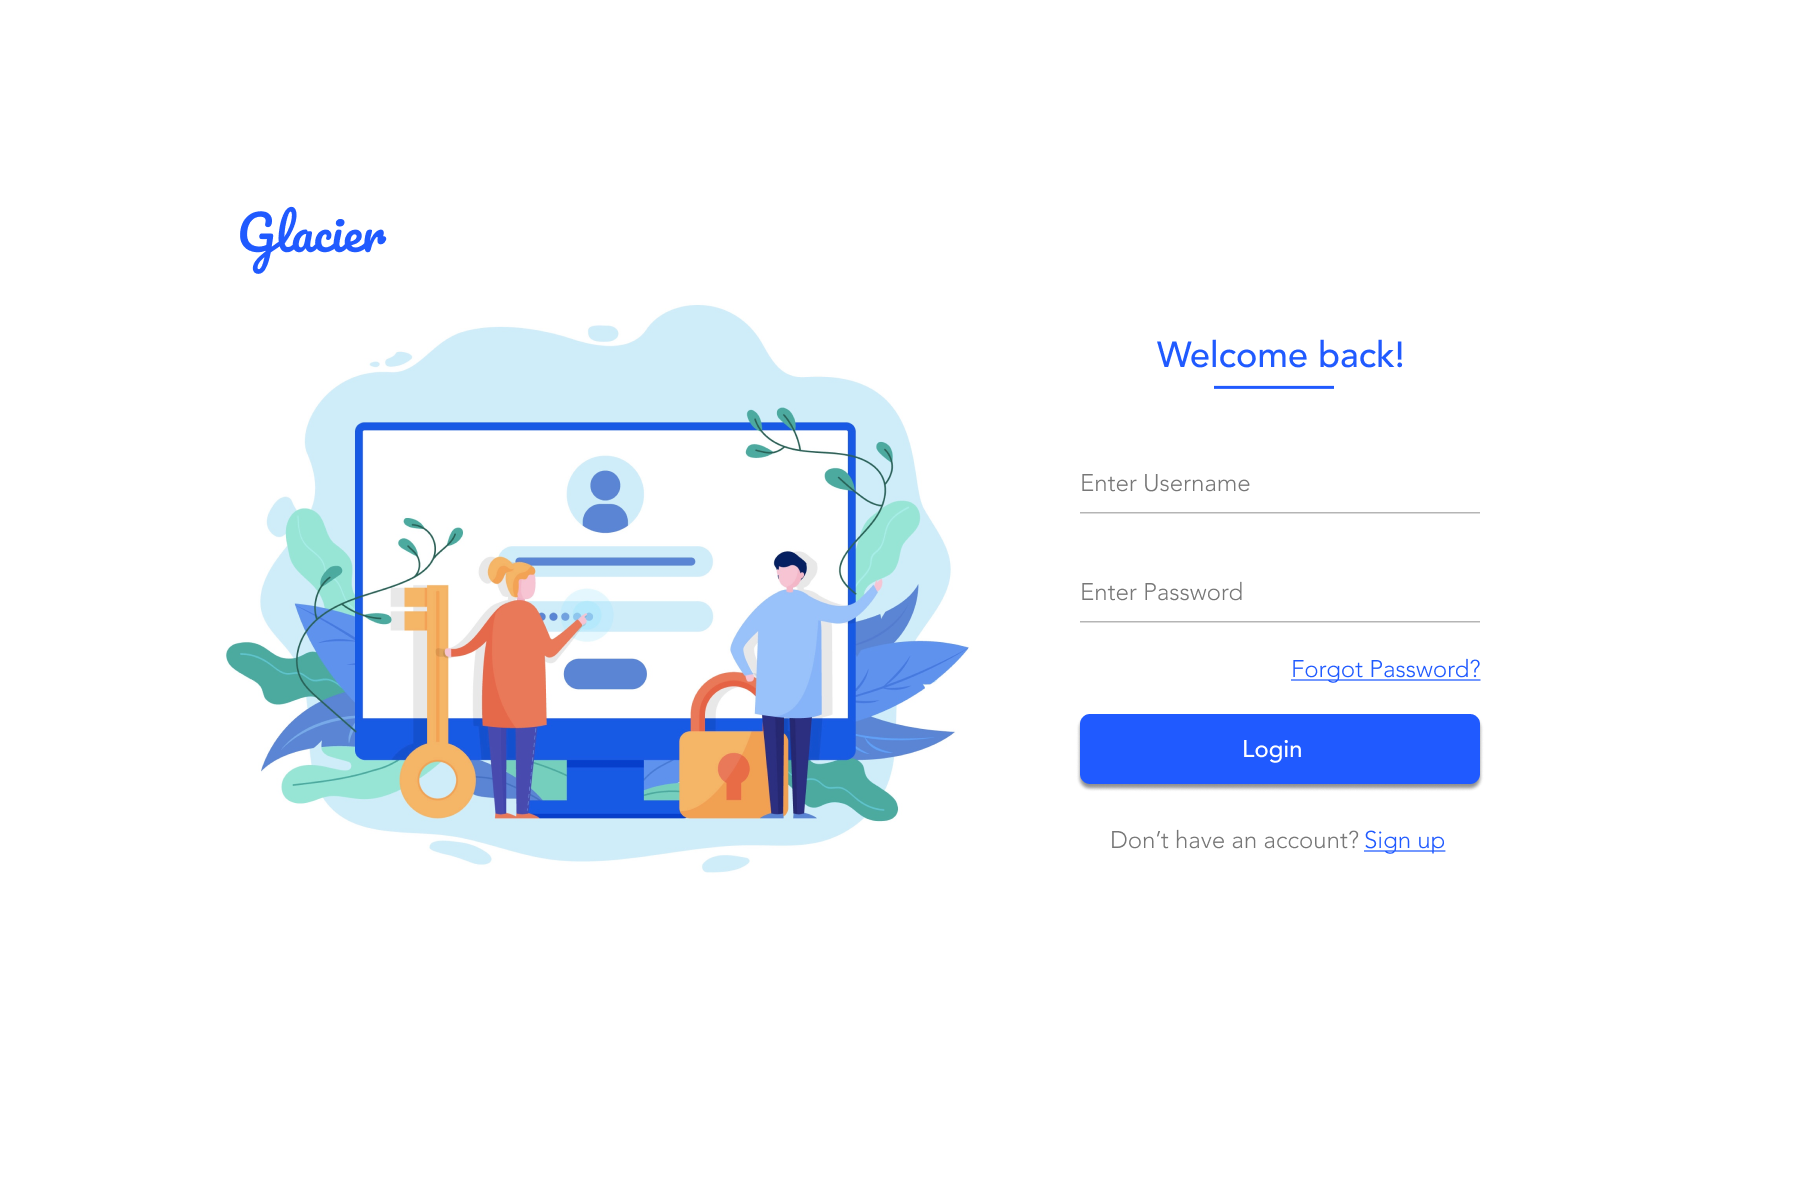 Glacier
Welcome back!
Enter Username
Enter Password
Forgot Password?
Login
Don’t have an account? Sign up